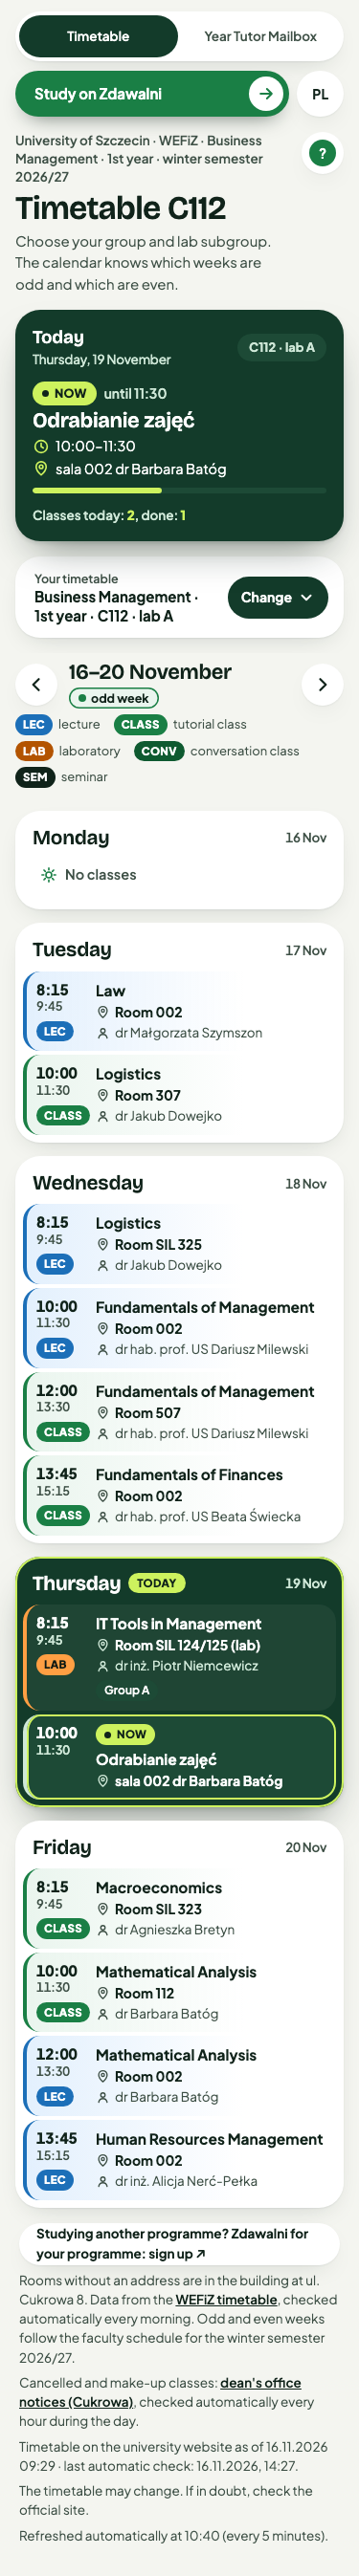 Timetable
Year Tutor Mailbox
Study on Zdawalni
PL
University of Szczecin · WEFiZ · Business
Management · 1st year · winter semester
2026/27
?
Timetable C112
Choose your group and lab subgroup.
The calendar knows which weeks are
odd and which are even.
Today
Thursday, 19 November
C112 · lab A
NOW until 11:30
Odrabianie zajęć
10:00–11:30
sala 002 dr Barbara Batóg
Classes today: 2, done: 1
Your timetable
Business Management ·
1st year · C112 · lab A
Change
16–20 November
odd week
LEC lecture CLASS tutorial class
LAB laboratory CONV conversation class
SEM seminar
Monday 16 Nov
No classes
Tuesday 17 Nov
8:15 Law
9:45 Room 002
LEC dr Małgorzata Szymszon
10:00 Logistics
11:30 Room 307
CLASS dr Jakub Dowejko
Wednesday 18 Nov
8:15 Logistics
9:45 Room SIL 325
LEC dr Jakub Dowejko
10:00 Fundamentals of Management
11:30 Room 002
LEC dr hab. prof. US Dariusz Milewski
12:00 Fundamentals of Management
13:30 Room 507
CLASS dr hab. prof. US Dariusz Milewski
13:45 Fundamentals of Finances
15:15 Room 002
CLASS dr hab. prof. US Beata Świecka
Thursday TODAY 19 Nov
8:15 IT Tools in Management
9:45 Room SIL 124/125 (lab)
LAB dr inż. Piotr Niemcewicz
Group A
10:00 NOW
11:30
Odrabianie zajęć
sala 002 dr Barbara Batóg
Friday 20 Nov
8:15 Macroeconomics
9:45 Room SIL 323
CLASS dr Agnieszka Bretyn
10:00 Mathematical Analysis
11:30 Room 112
CLASS dr Barbara Batóg
12:00 Mathematical Analysis
13:30 Room 002
LEC dr Barbara Batóg
13:45 Human Resources Management
15:15 Room 002
LEC dr inż. Alicja Nerć-Pełka
Studying another programme? Zdawalni for
your programme: sign up ↗
Rooms without an address are in the building at ul.
Cukrowa 8. Data from the WEFiZ timetable, checked
automatically every morning. Odd and even weeks
follow the faculty schedule for the winter semester
2026/27.
Cancelled and make-up classes: dean's office
notices (Cukrowa), checked automatically every
hour during the day.
Timetable on the university website as of 16.11.2026
09:29 · last automatic check: 16.11.2026, 14:27.
The timetable may change. If in doubt, check the
official site.
Refreshed automatically at 10:40 (every 5 minutes).